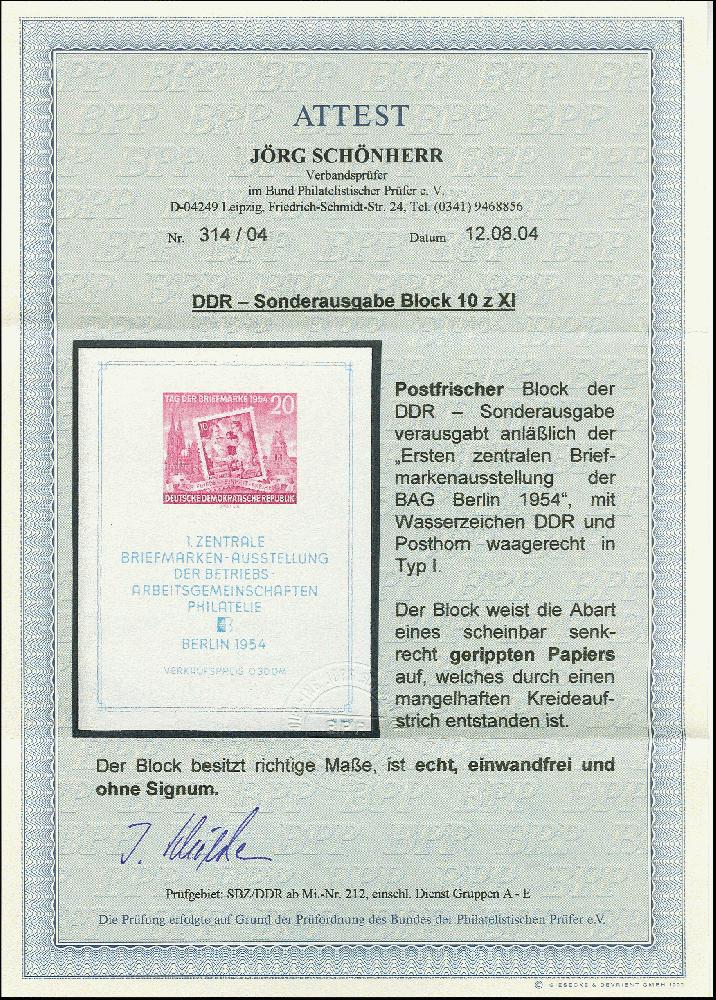 ATTEST
JÖRG SCHÖNHERR
Verbandsprüfer
im Bund Philatelistischer Prüfer e. V.
D-04249 Leipzig, Friedrich-Schmidt-Str. 24, Tel. (0341) 9468856
Nr. 314 / 04 Datum 12.08.04
DDR – Sonderausgabe Block 10 z XI
TAG DER BRIEFMARKE 1954 20
10
DEUTSCHE DEMOKRATISCHE REPUBLIK
1. ZENTRALE
BRIEFMARKEN-AUSSTELLUNG
DER BETRIEBS-
ARBEITSGEMEINSCHAFTEN
PHILATELIE
BERLIN 1954
VERKAUFSPREIS 0.30 DM
Postfrischer Block der
DDR – Sonderausgabe
verausgabt anläßlich der
„Ersten zentralen Brief-
markenausstellung der
BAG Berlin 1954“, mit
Wasserzeichen DDR und
Posthorn waagerecht in
Typ I.
Der Block weist die Abart
eines scheinbar senk-
recht gerippten Papiers
auf, welches durch einen
mangelhaften Kreideauf-
strich entstanden ist.
BPP
Der Block besitzt richtige Maße, ist echt, einwandfrei und
ohne Signum.
Prüfgebiet: SBZ/DDR ab Mi.-Nr. 212, einschl. Dienst Gruppen A - E
Die Prüfung erfolgte auf Grund der Prüfordnung des Bundes der Philatelistischen Prüfer e.V.
© GIESECKE & DEVRIENT GMBH